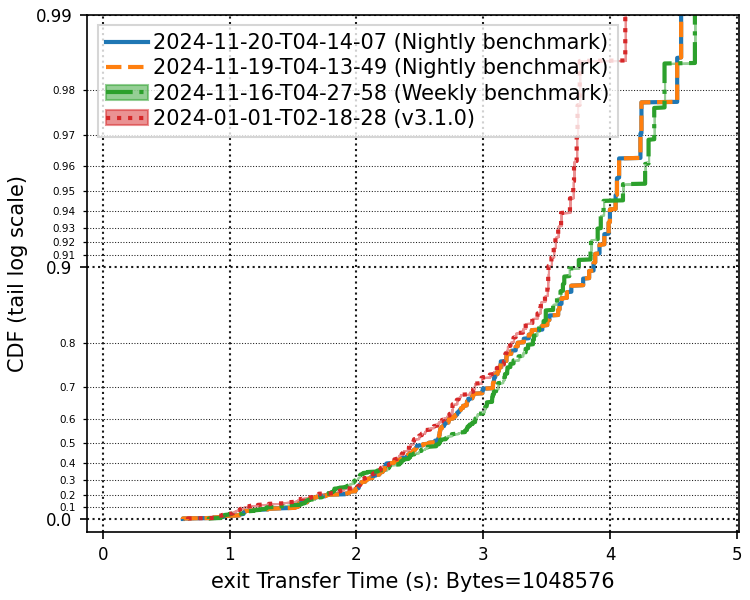 0.99
2024-11-20-T04-14-07 (Nightly benchmark)
2024-11-19-T04-13-49 (Nightly benchmark)
2024-11-16-T04-27-58 (Weekly benchmark)
2024-01-01-T02-18-28 (v3.1.0)
0.98
0.97
0.96
0.95
0.94
0.93
0.92
0.91
0.9
0.8
0.7
0.6
0.5
0.4
0.3
0.2
0.1
0.0
CDF (tail log scale)
0 1 2 3 4 5
exit Transfer Time (s): Bytes=1048576